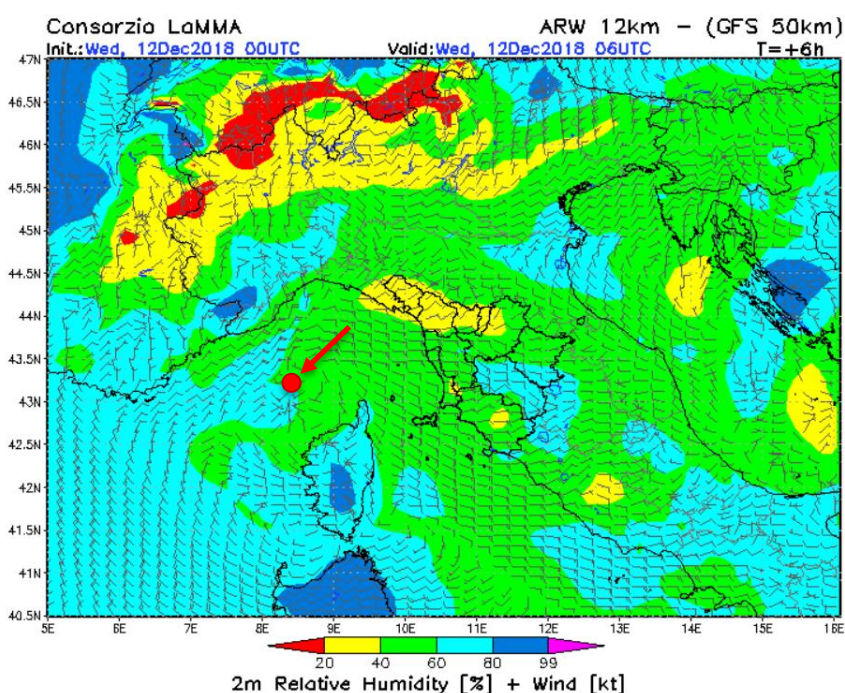 Consorzio LaMMA ARW 12km – (GFS 50km)
Init.:Wed, 12Dec2018 00UTC Valid:Wed, 12Dec2018 06UTC T=+6h
47N
46.5N
46N
45.5N
45N
44.5N
44N
43.5N
43N
42.5N
42N
41.5N
41N
40.5N
5E 6E 7E 8E 9E 10E 11E 12E 13E 14E 15E 16E
20 40 60 80 99
2m Relative Humidity [%] + Wind [kt]